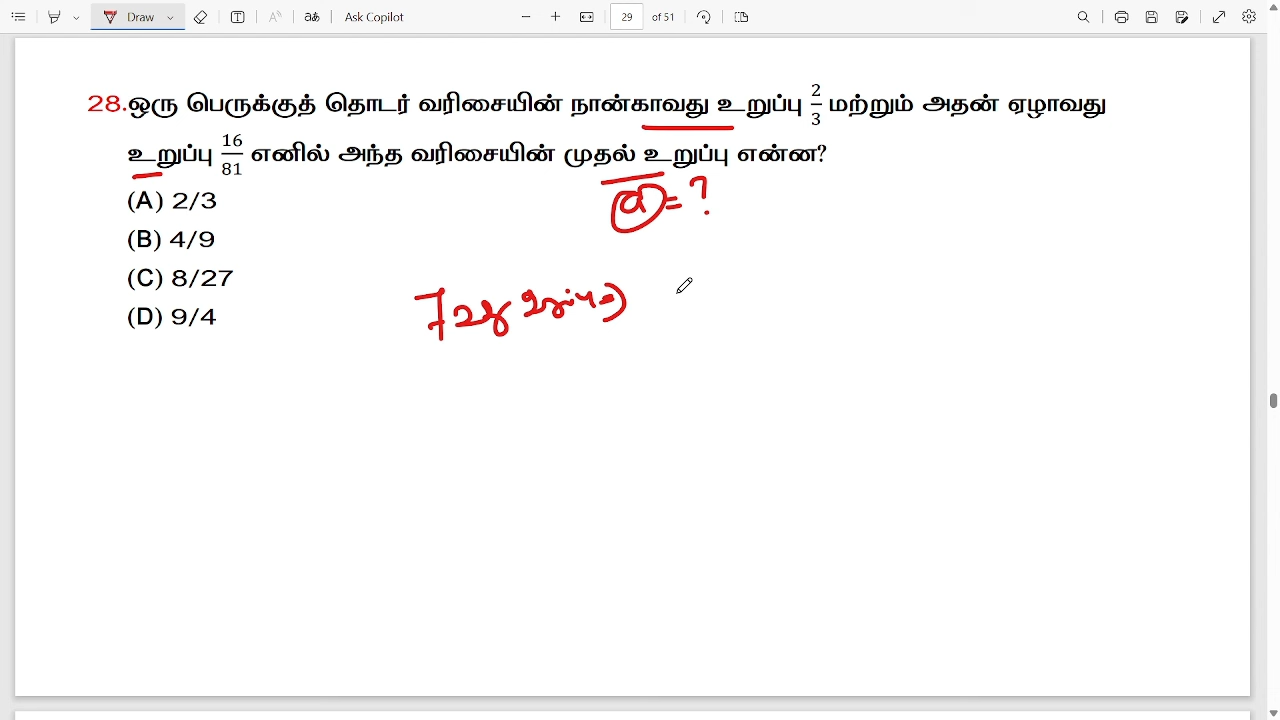 Draw
Ask Copilot
29 of 51
28.ஒரு பெருக்குத் தொடர் வரிசையின் நான்காவது உறுப்பு 2/3 மற்றும் அதன் ஏழாவது
உறுப்பு 16/81 எனில் அந்த வரிசையின் முதல் உறுப்பு என்ன?
a = ?
(A) 2/3
(B) 4/9
(C) 8/27
(D) 9/4
7